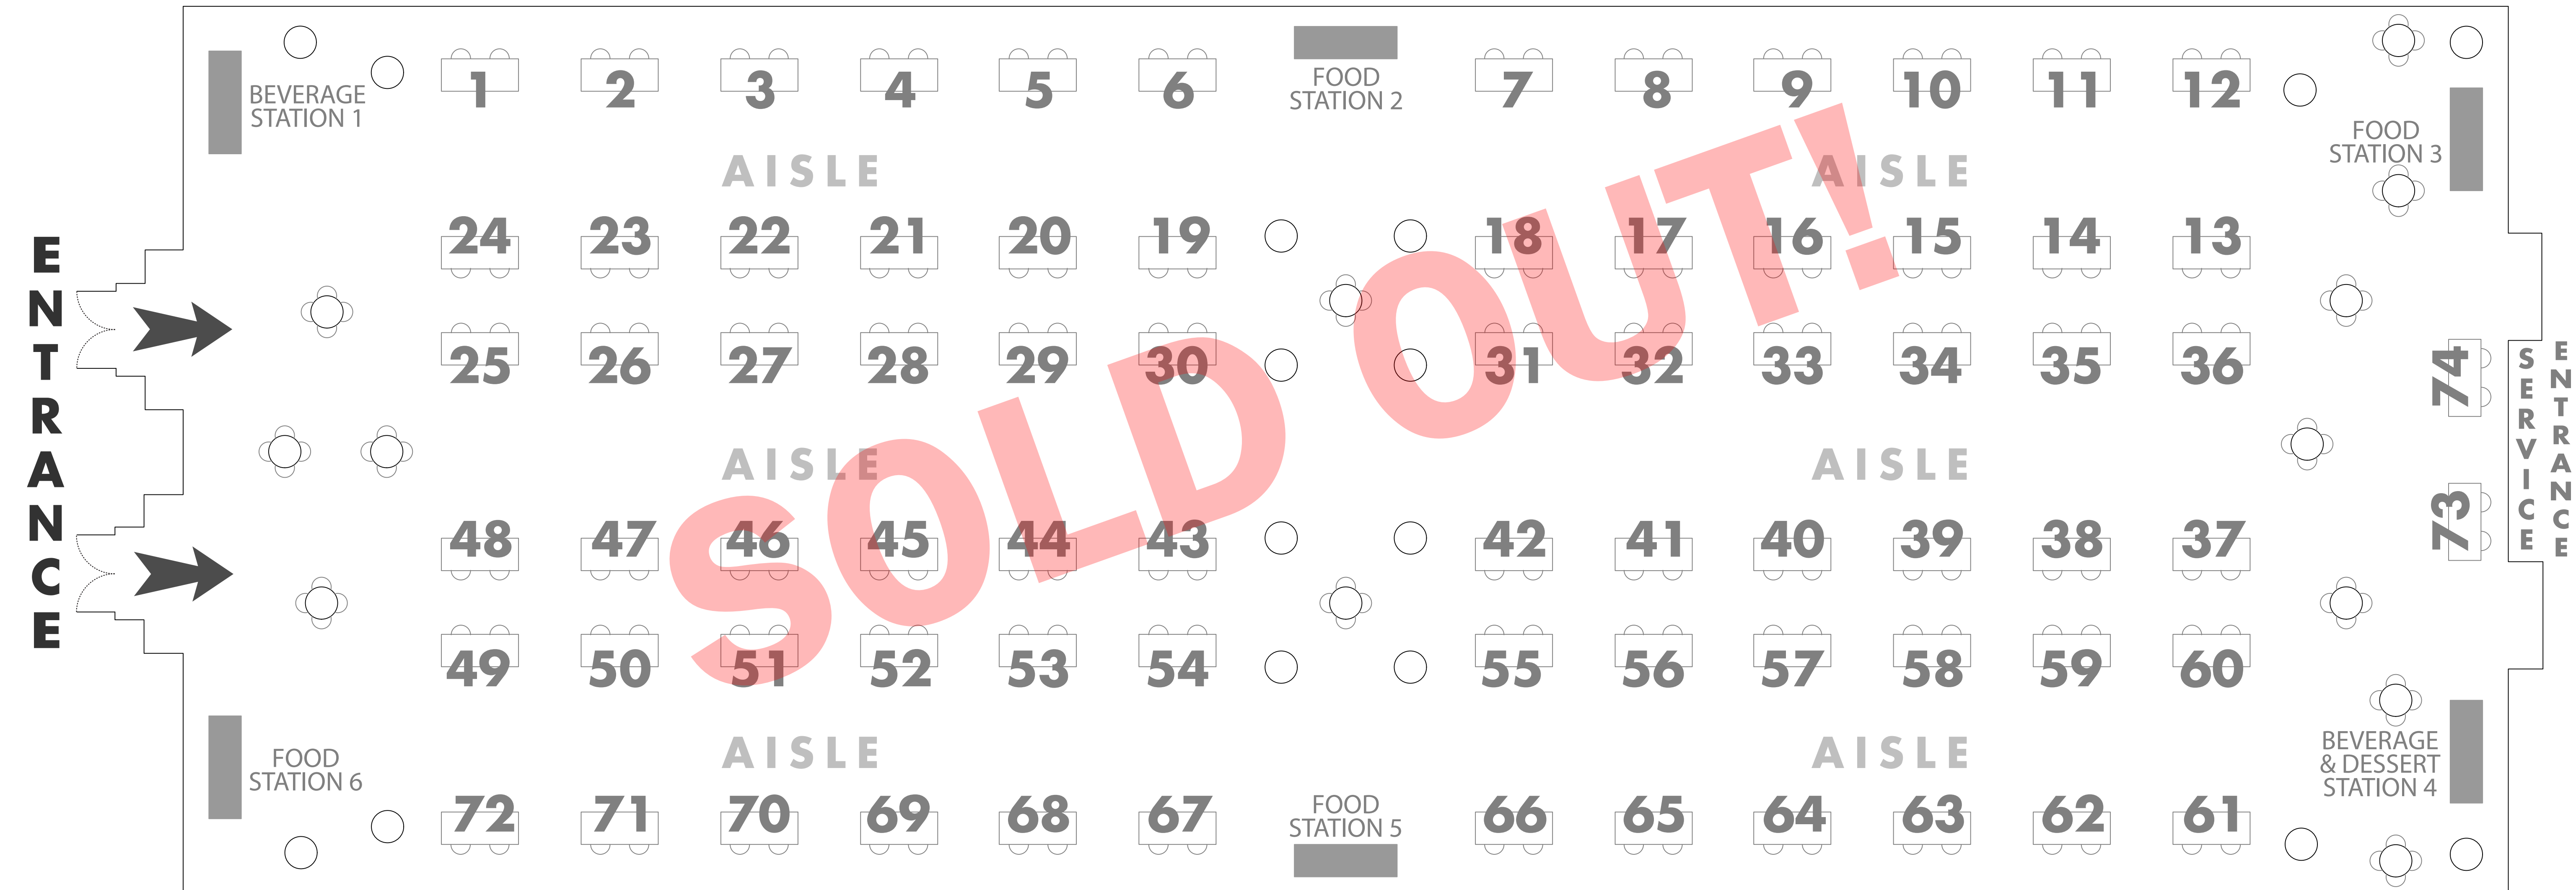 ENTRANCE
BEVERAGE
STATION 1
1 2 3 4 5 6
FOOD
STATION 2
7 8 9 10 11 12
FOOD
STATION 3
AISLE AISLE
24 23 22 21 20 19 18 17 16 15 14 13
25 26 27 28 29 30 31 32 33 34 35 36
74
SERVICE
ENTRANCE
AISLE AISLE
SOLD OUT!
73
48 47 46 45 44 43 42 41 40 39 38 37
49 50 51 52 53 54 55 56 57 58 59 60
AISLE AISLE
FOOD
STATION 6
BEVERAGE
& DESSERT
STATION 4
72 71 70 69 68 67
FOOD
STATION 5
66 65 64 63 62 61